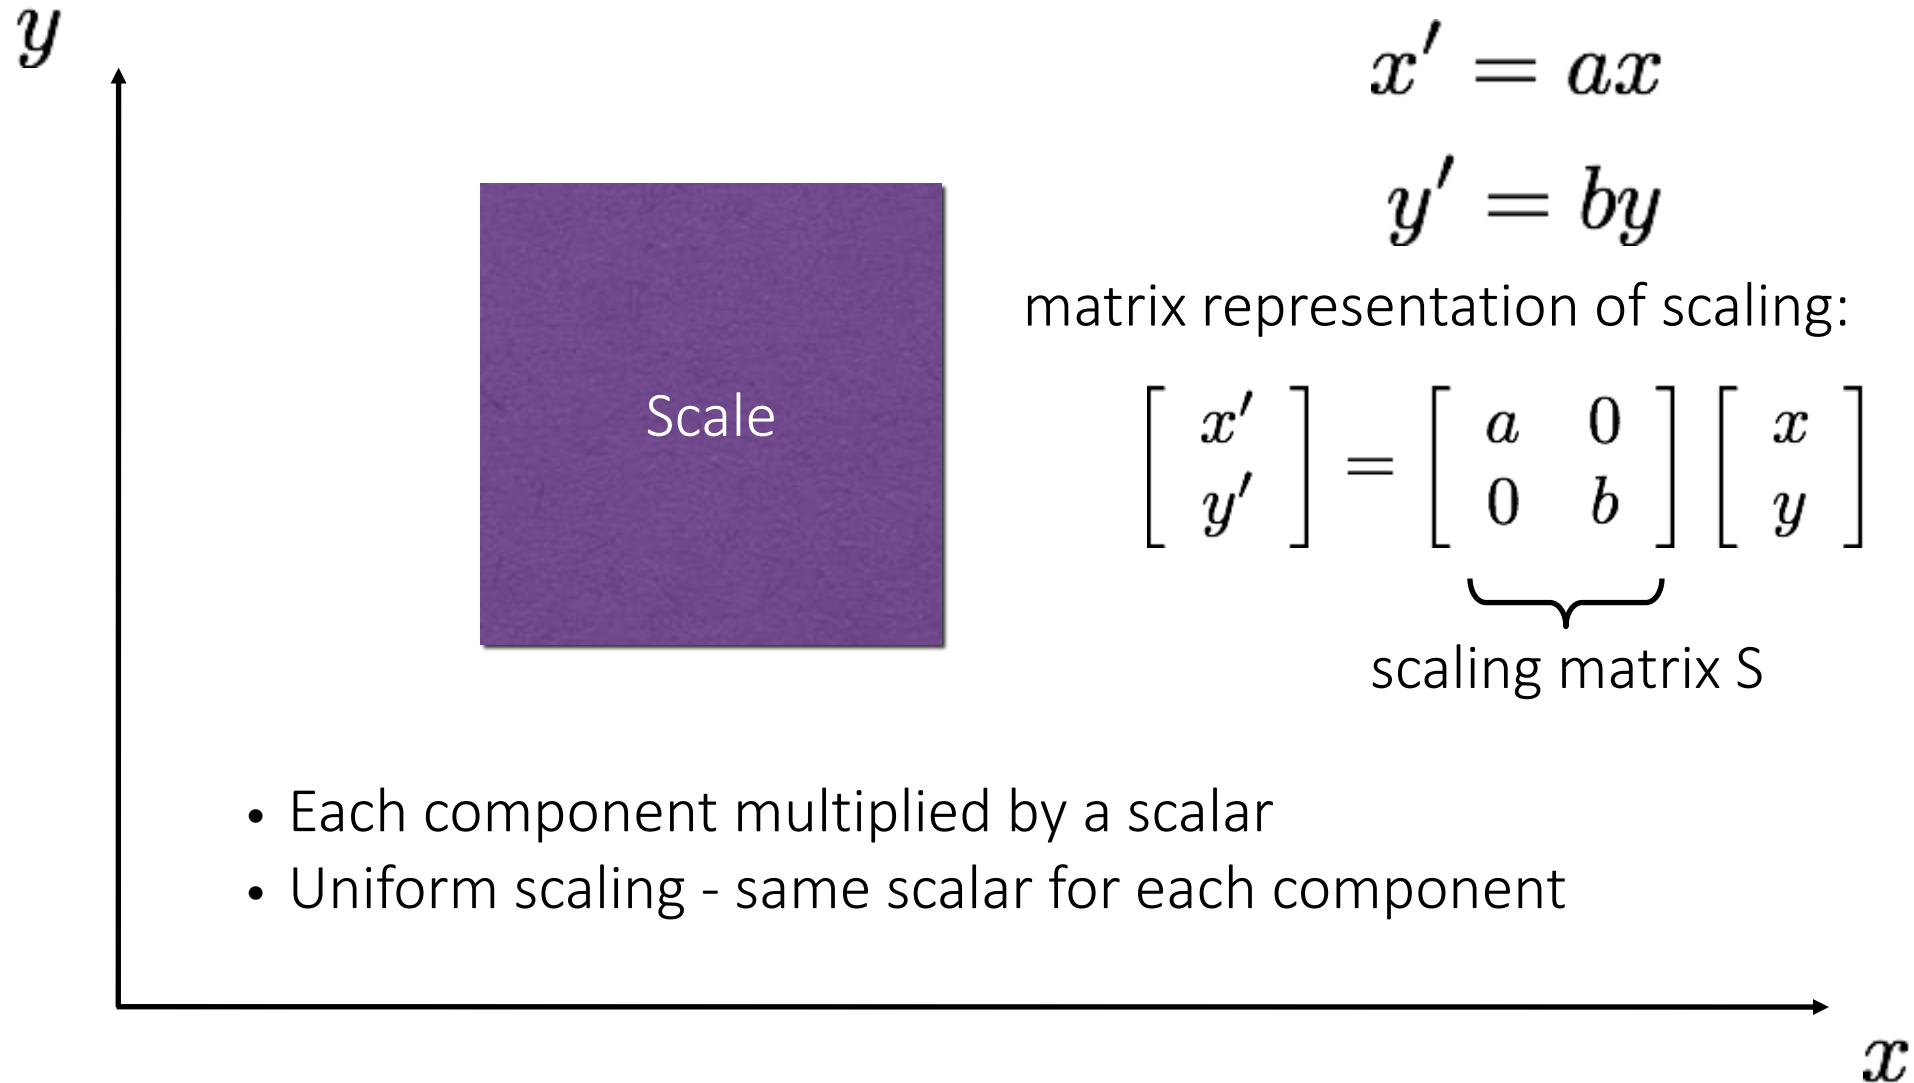 y
x′ = ax
y′ = by
matrix representation of scaling:
Scale
[ x′ ; y′ ] = [ a 0 ; 0 b ] [ x ; y ]
scaling matrix S
• Each component multiplied by a scalar
• Uniform scaling - same scalar for each component
x